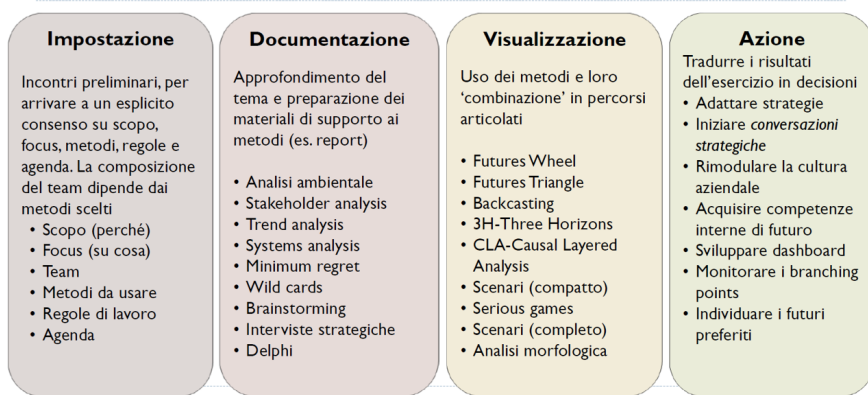 Impostazione
Incontri preliminari, per
arrivare a un esplicito
consenso su scopo,
focus, metodi, regole e
agenda. La composizione
del team dipende dai
metodi scelti
• Scopo (perché)
• Focus (su cosa)
• Team
• Metodi da usare
• Regole di lavoro
• Agenda
Documentazione
Approfondimento del
tema e preparazione dei
materiali di supporto ai
metodi (es. report)
• Analisi ambientale
• Stakeholder analysis
• Trend analysis
• Systems analysis
• Minimum regret
• Wild cards
• Brainstorming
• Interviste strategiche
• Delphi
Visualizzazione
Uso dei metodi e loro
‘combinazione’ in percorsi
articolati
• Futures Wheel
• Futures Triangle
• Backcasting
• 3H-Three Horizons
• CLA-Causal Layered
Analysis
• Scenari (compatto)
• Serious games
• Scenari (completo)
• Analisi morfologica
Azione
Tradurre i risultati
dell’esercizio in decisioni
• Adattare strategie
• Iniziare conversazioni
strategiche
• Rimodulare la cultura
aziendale
• Acquisire competenze
interne di futuro
• Sviluppare dashboard
• Monitorare i branching
points
• Individuare i futuri
preferiti